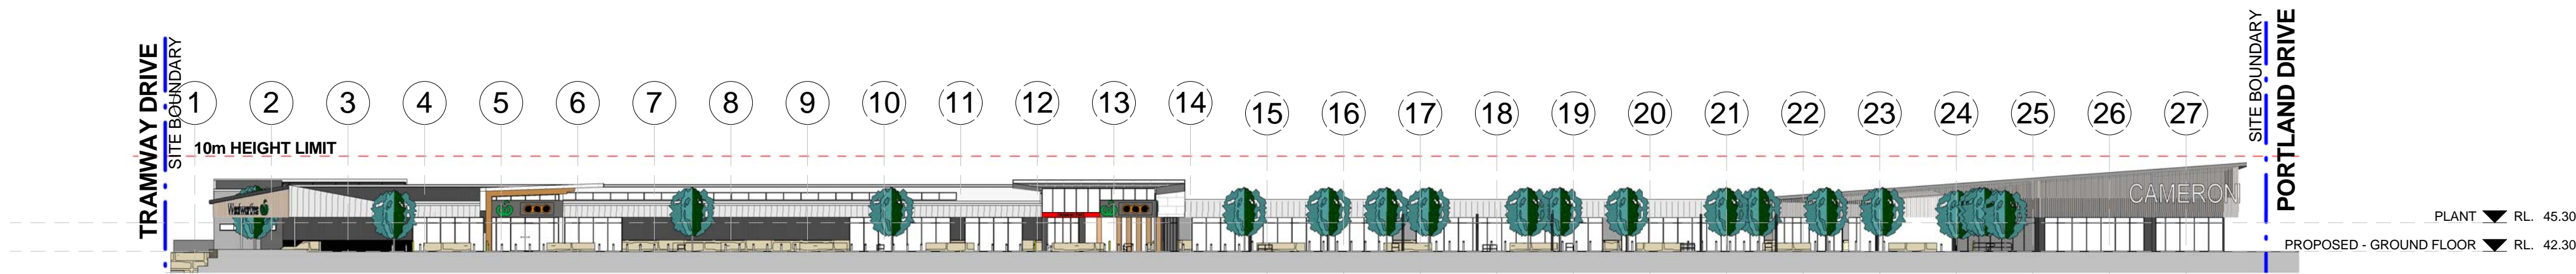 TRAMWAY DRIVE
SITE BOUNDARY
1 2 3 4 5 6 7 8 9 10 11 12 13 14 15 16 17 18 19 20 21 22 23 24 25 26 27
SITE BOUNDARY
PORTLAND DRIVE
10m HEIGHT LIMIT
CAMERON
PLANT RL. 45.30
PROPOSED - GROUND FLOOR RL. 42.30